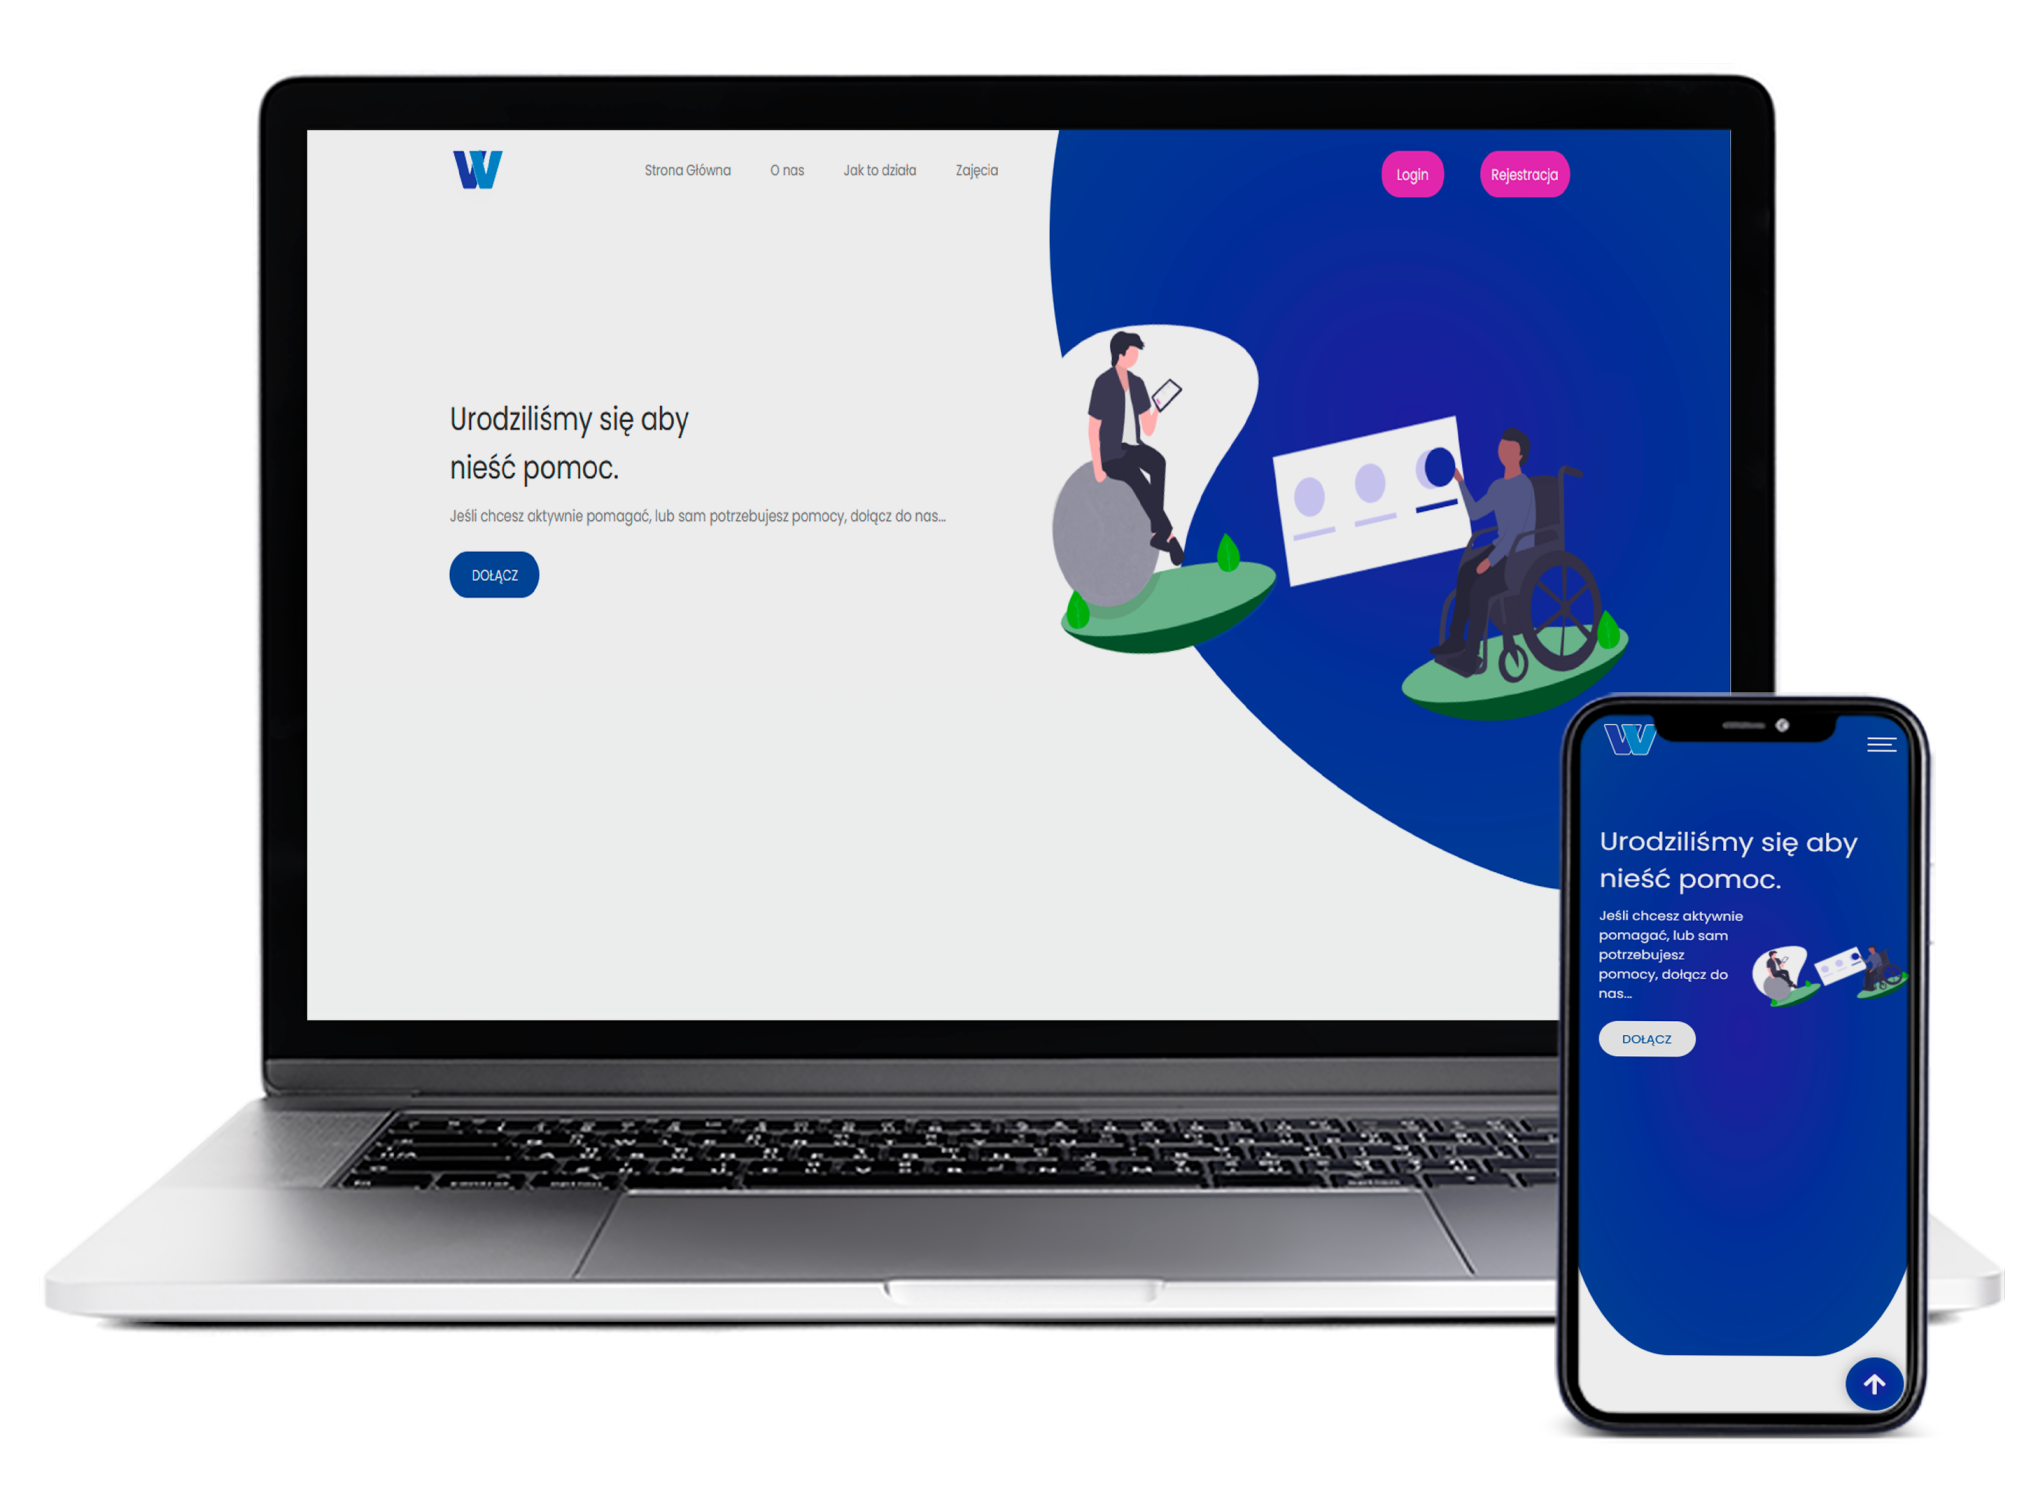 W
Strona Główna O nas Jak to działa Zajęcia Login Rejestracja
Urodziliśmy się aby
nieść pomoc.
Jeśli chcesz aktywnie pomagać, lub sam potrzebujesz pomocy, dołącz do nas...
DOŁĄCZ
W
Urodziliśmy się aby
nieść pomoc.
Jeśli chcesz aktywnie
pomagać, lub sam
potrzebujesz
pomocy, dołącz do
nas...
DOŁĄCZ